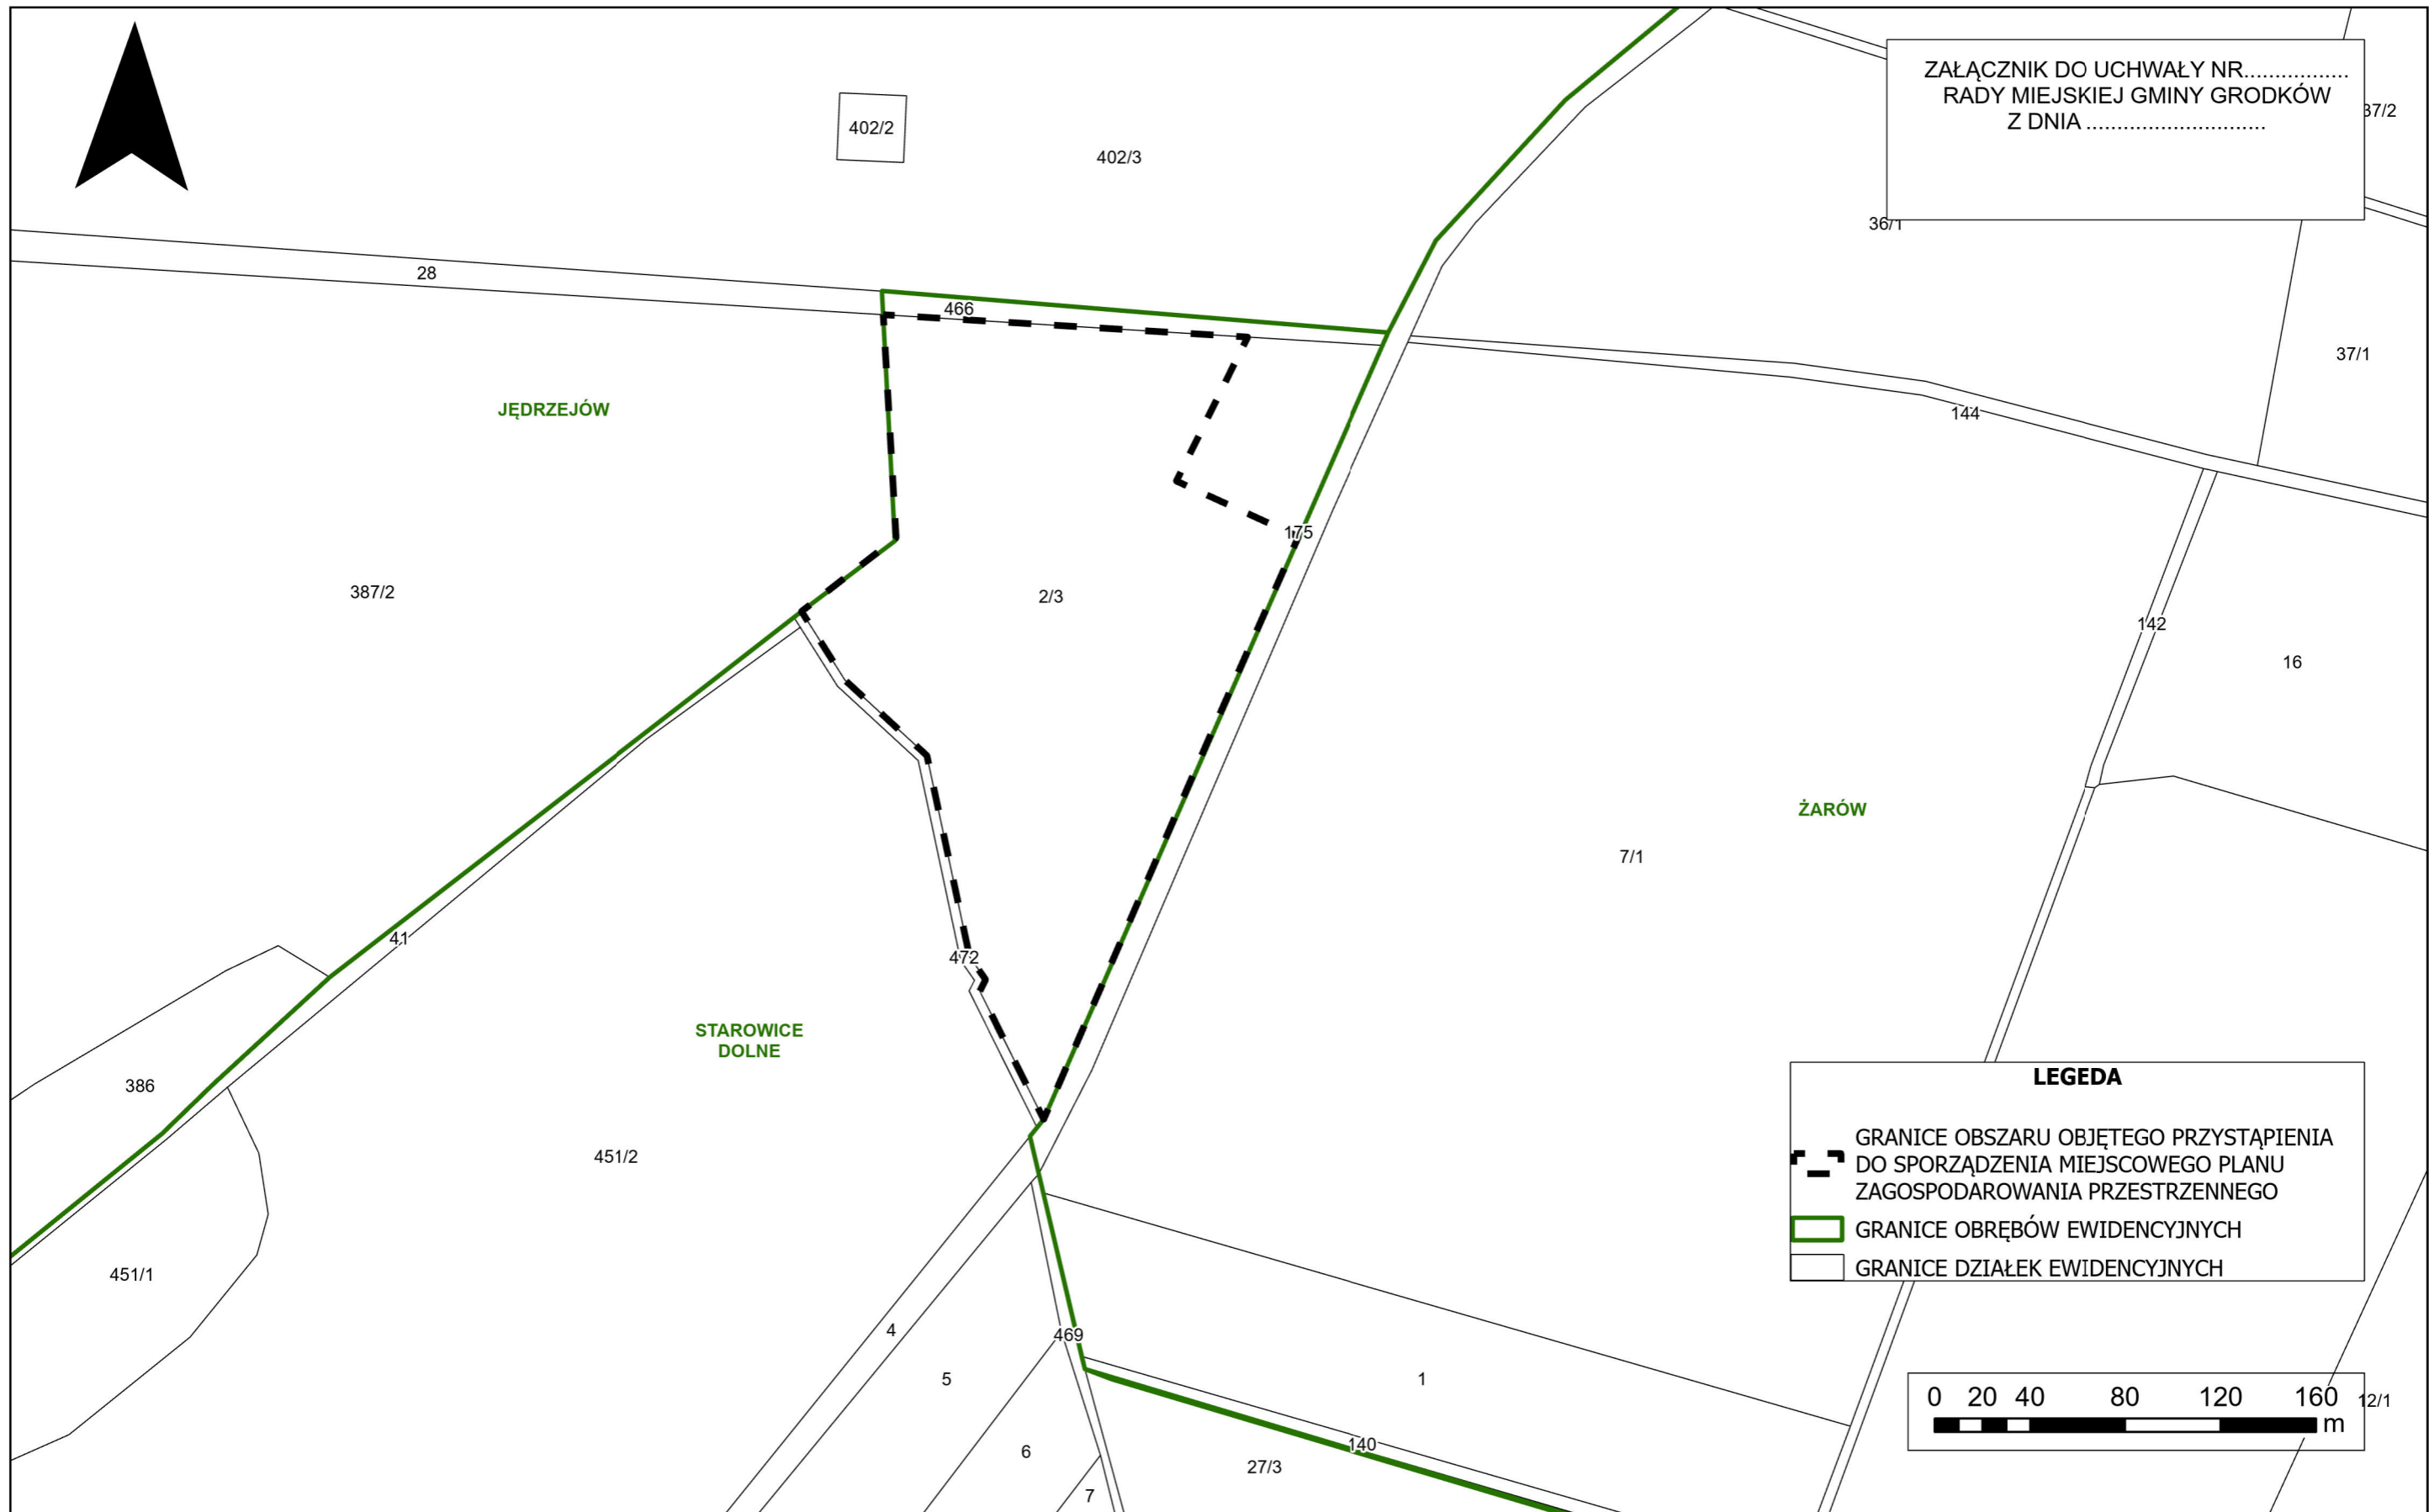 ZAŁĄCZNIK DO UCHWAŁY NR.................
RADY MIEJSKIEJ GMINY GRODKÓW
Z DNIA .............................
37/2
402/2
402/3
36/1
28
466
37/1
JĘDRZEJÓW
144
175
387/2
2/3
142
16
ŻARÓW
7/1
41
472
STAROWICE
DOLNE
386
451/2
451/1
LEGEDA
GRANICE OBSZARU OBJĘTEGO PRZYSTĄPIENIA
DO SPORZĄDZENIA MIEJSCOWEGO PLANU
ZAGOSPODAROWANIA PRZESTRZENNEGO
GRANICE OBRĘBÓW EWIDENCYJNYCH
GRANICE DZIAŁEK EWIDENCYJNYCH
4
469
5
1
0 20 40 80 120 160
m
12/1
140
6
27/3
7